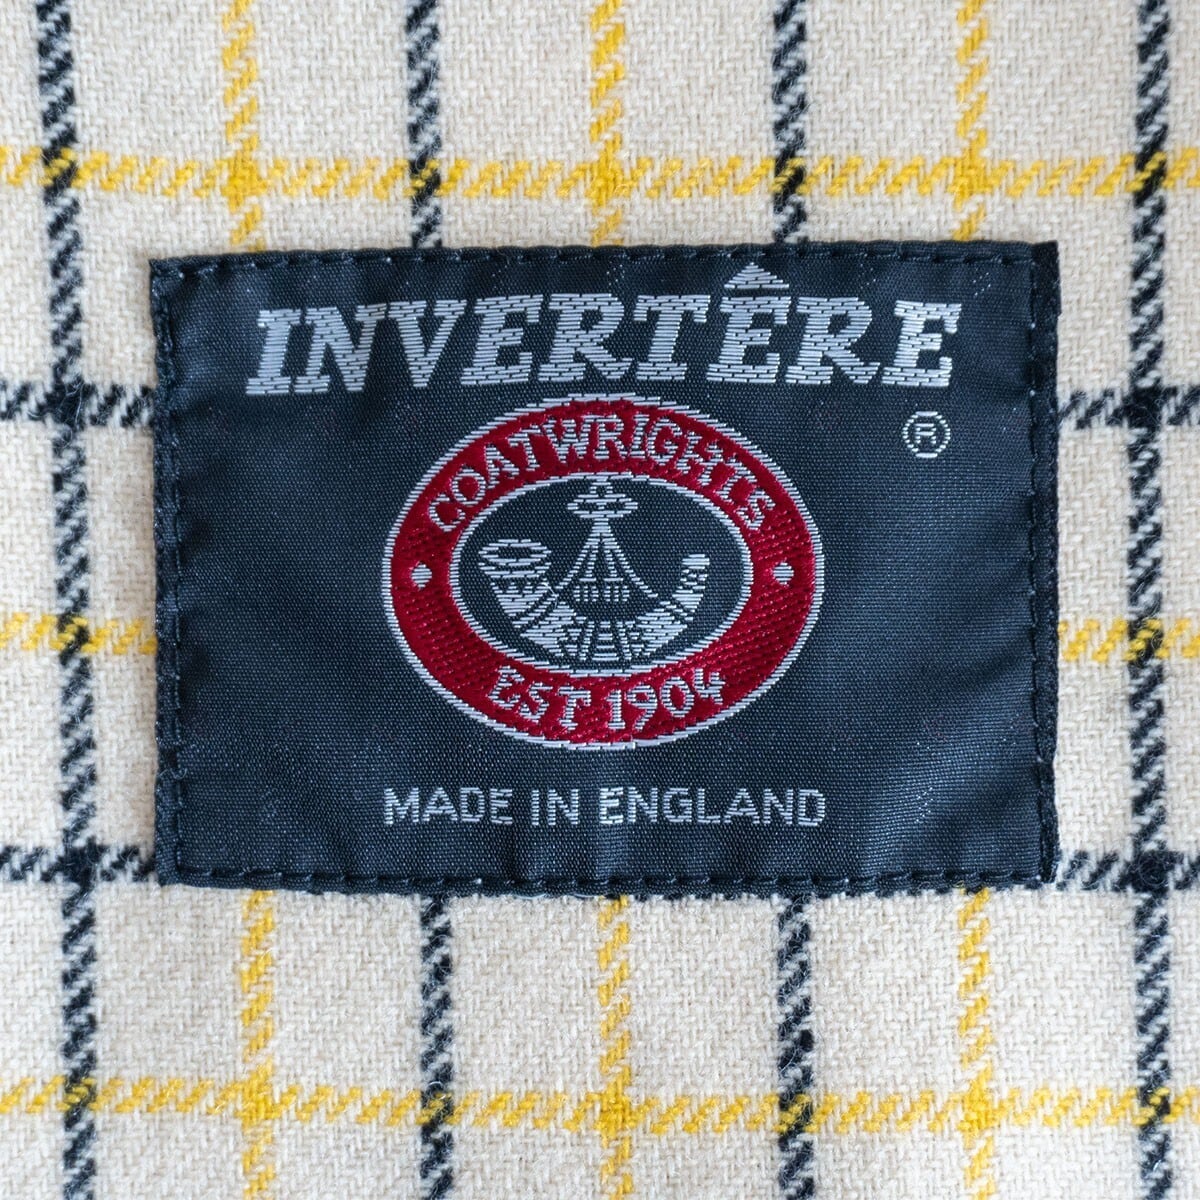 INVERTÊRE
®
COATWRIGHTS
EST 1904
MADE IN ENGLAND